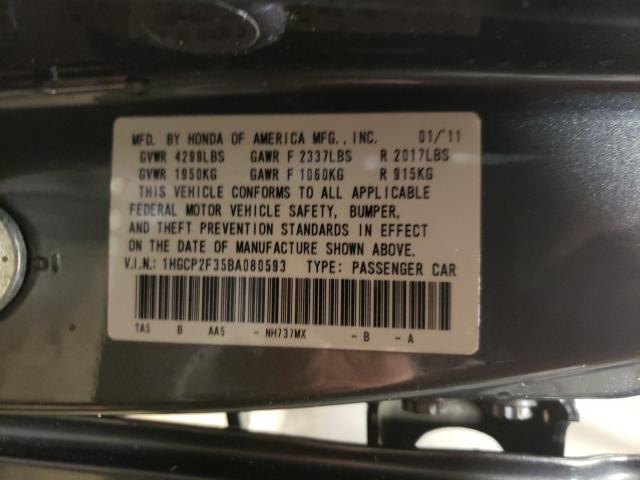 MFD. BY HONDA OF AMERICA MFG., INC. 01/'11
GVWR 4299LBS GAWR F 2337LBS R 2017LBS
GVWR 1950KG GAWR F 1060KG R 915KG
THIS VEHICLE CONFORMS TO ALL APPLICABLE
FEDERAL MOTOR VEHICLE SAFETY, BUMPER,
AND THEFT PREVENTION STANDARDS IN EFFECT
ON THE DATE OF MANUFACTURE SHOWN ABOVE.
V.I.N.: 1HGCP2F35BA080593 TYPE: PASSENGER CAR
TA5 B AA5 - NH737MX - B - A